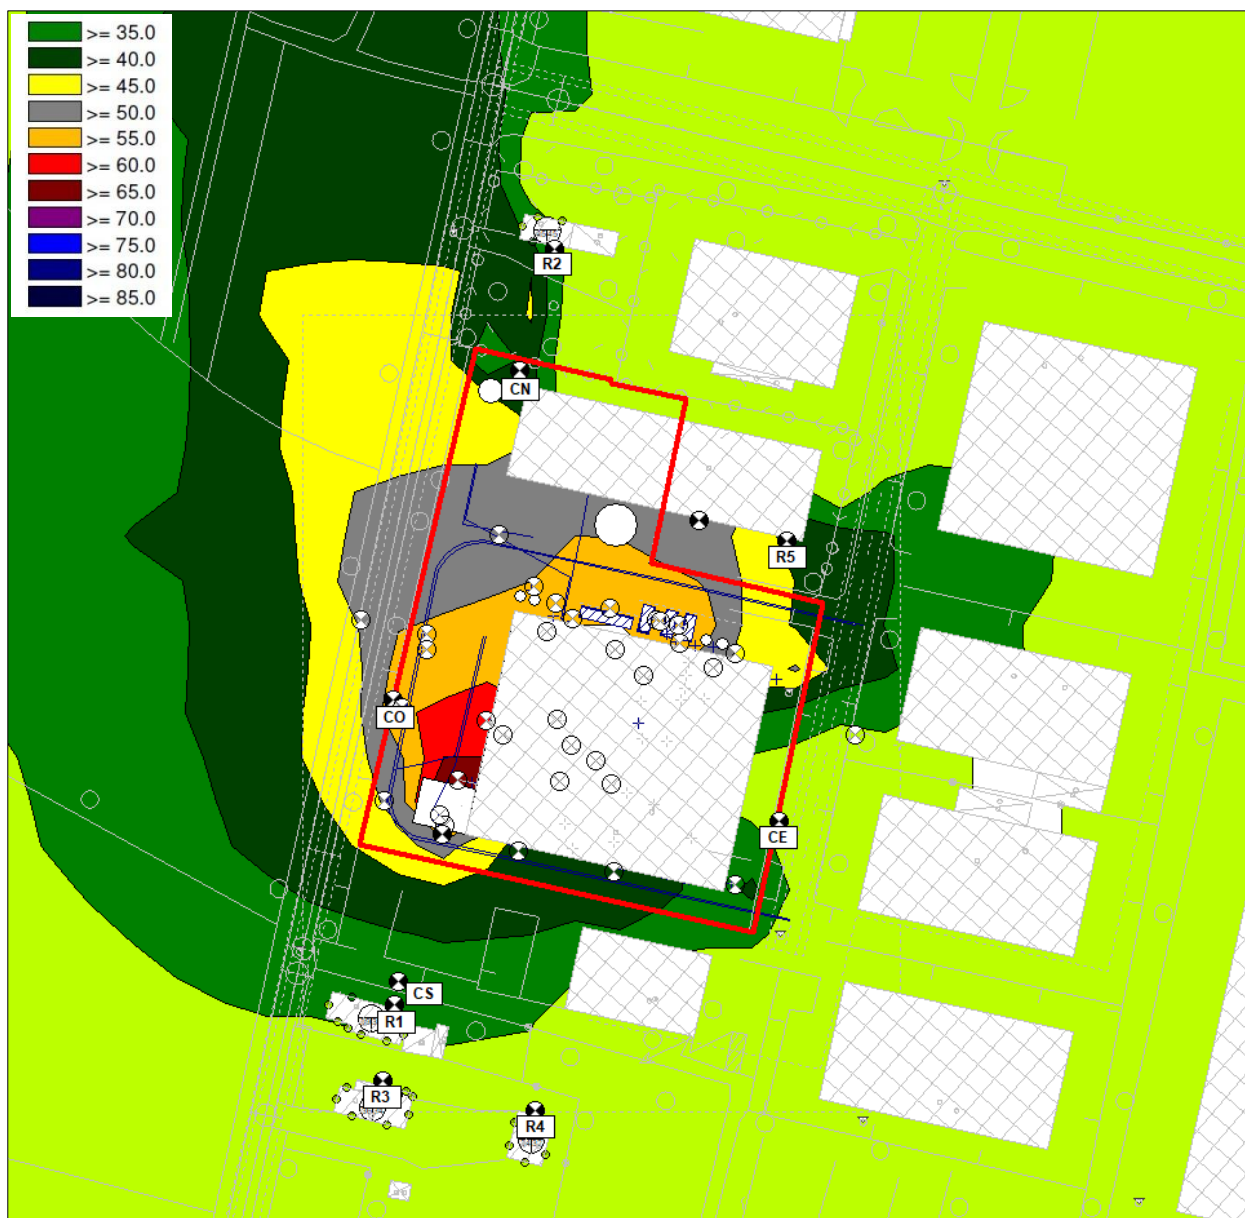 >= 35.0
>= 40.0
>= 45.0
>= 50.0
>= 55.0
>= 60.0
>= 65.0
>= 70.0
>= 75.0
>= 80.0
>= 85.0
R2
CN
R5
CO
CE
CS
R1
R3
R4